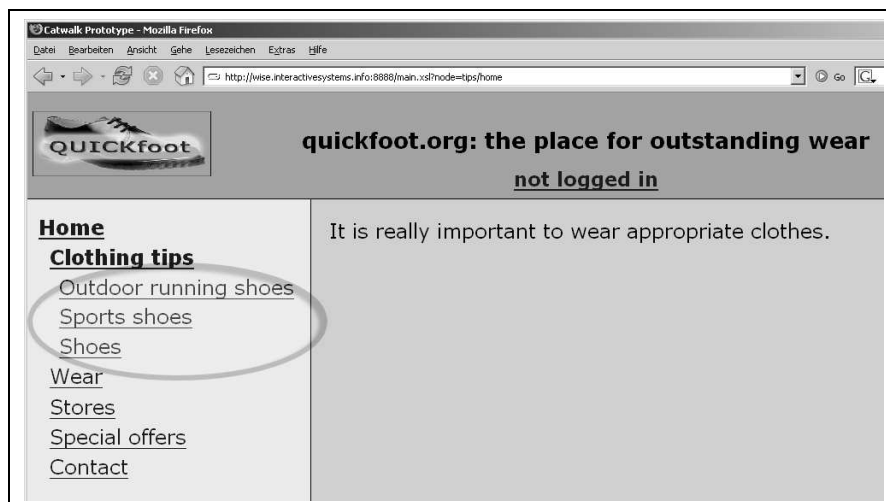 Catwalk Prototype - Mozilla Firefox
Datei Bearbeiten Ansicht Gehe Lesezeichen Extras Hilfe
http://wise.interactivesystems.info:8888/main.xsl?node=tips/home Go G
QUICKfoot
quickfoot.org: the place for outstanding wear
not logged in
Home
Clothing tips
Outdoor running shoes
Sports shoes
Shoes
Wear
Stores
Special offers
Contact
It is really important to wear appropriate clothes.